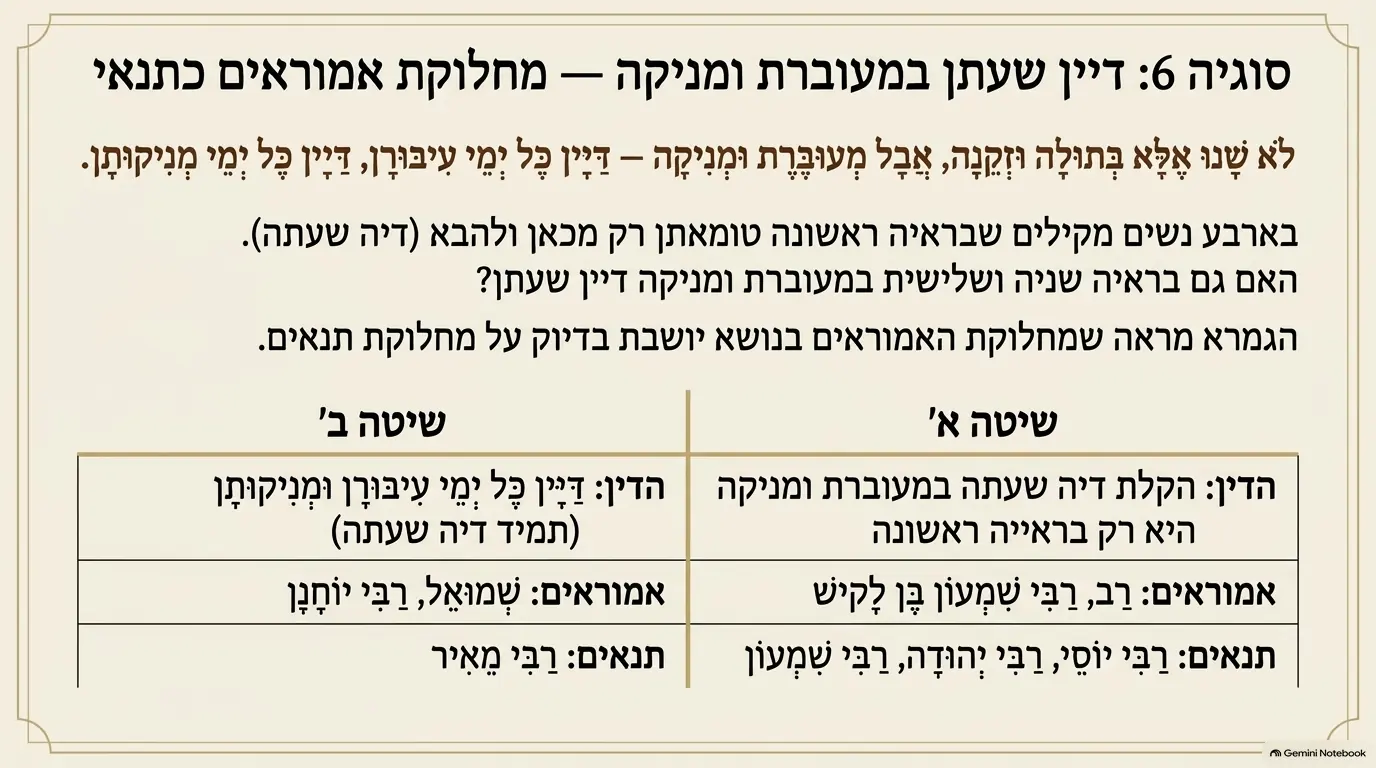 סוגיה 6: דיין שעתן במעוברת ומניקה — מחלוקת אמוראים כתנאי
לֹא שָׁנוּ אֶלָּא בְּתוּלָה וּזְקֵנָה, אֲבָל מְעוּבֶּרֶת וּמְנִיקָה – דַּיָּין כׇּל יְמֵי עִיבּוּרָן, דַּיָּין כׇּל יְמֵי מְנִיקוּתָן.
בארבע נשים מקילים שבראיה ראשונה טומאתן רק מכאן ולהבא (דיה שעתה).
האם גם בראיה שניה ושלישית במעוברת ומניקה דיין שעתן?
הגמרא מראה שמחלוקת האמוראים בנושא יושבת בדיוק על מחלוקת תנאים.
שיטה א'
שיטה ב'
הדין: הקלת דיה שעתה במעוברת ומניקה
היא רק בראייה ראשונה
הדין: דַּיָּין כׇּל יְמֵי עִיבּוּרָן וּמְנִיקוּתָן
(תמיד דיה שעתה)
אמוראים: רַב, רַבִּי שִׁמְעוֹן בֶּן לָקִישׁ
אמוראים: שְׁמוּאֵל, רַבִּי יוֹחָנָן
תנאים: רַבִּי יוֹסֵי, רַבִּי יְהוּדָה, רַבִּי שִׁמְעוֹן
תנאים: רַבִּי מֵאִיר
Gemini Notebook